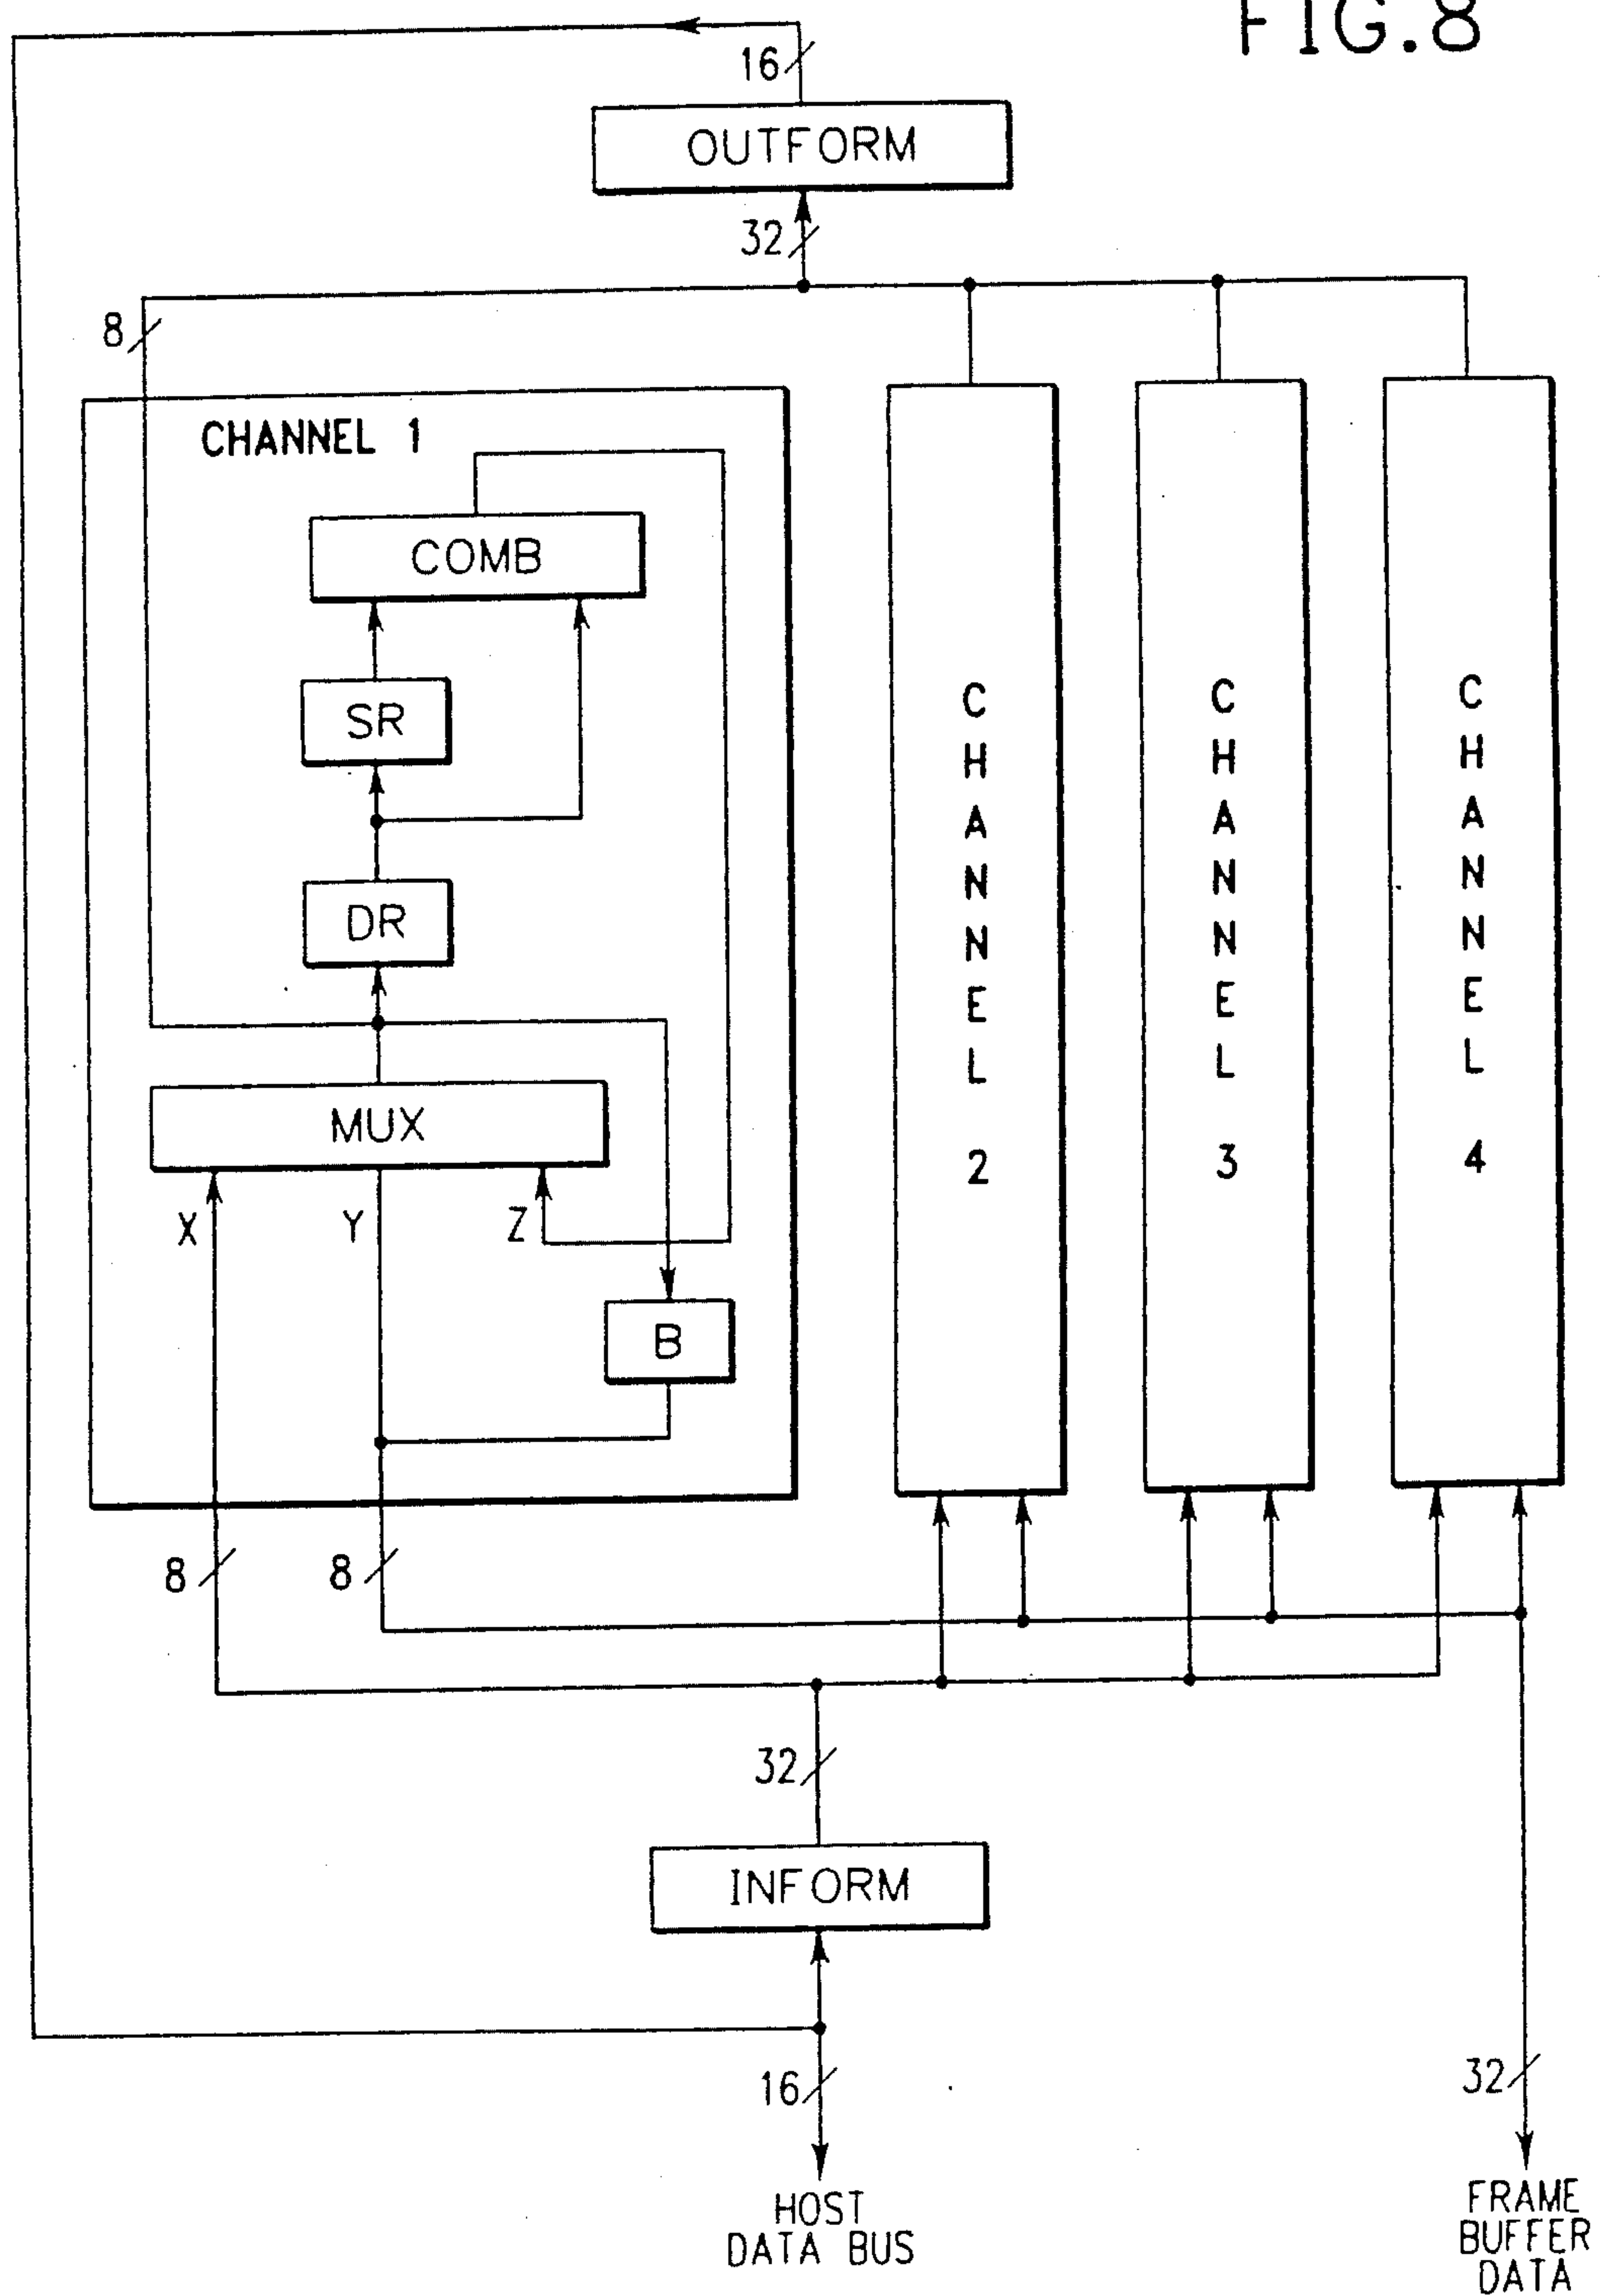 FIG.8
16
OUTFORM
32
8
CHANNEL 1
COMB
SR
DR
MUX
X
Y
Z
B
CHANNEL 2
CHANNEL 3
CHANNEL 4
8
8
32
INFORM
16
HOST
DATA BUS
32
FRAME
BUFFER
DATA